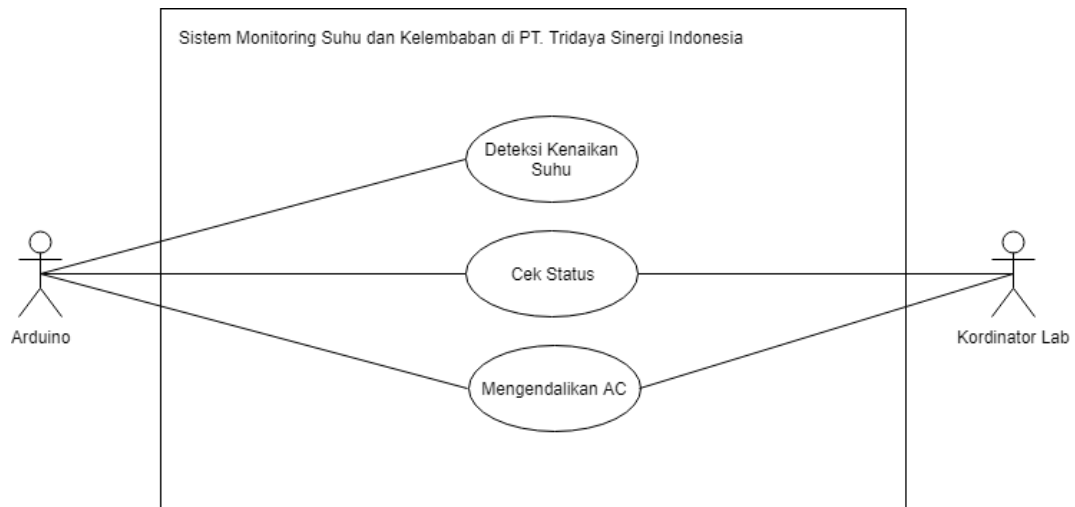 Sistem Monitoring Suhu dan Kelembaban di PT. Tridaya Sinergi Indonesia
Deteksi Kenaikan
Suhu
Cek Status
Arduino
Kordinator Lab
Mengendalikan AC